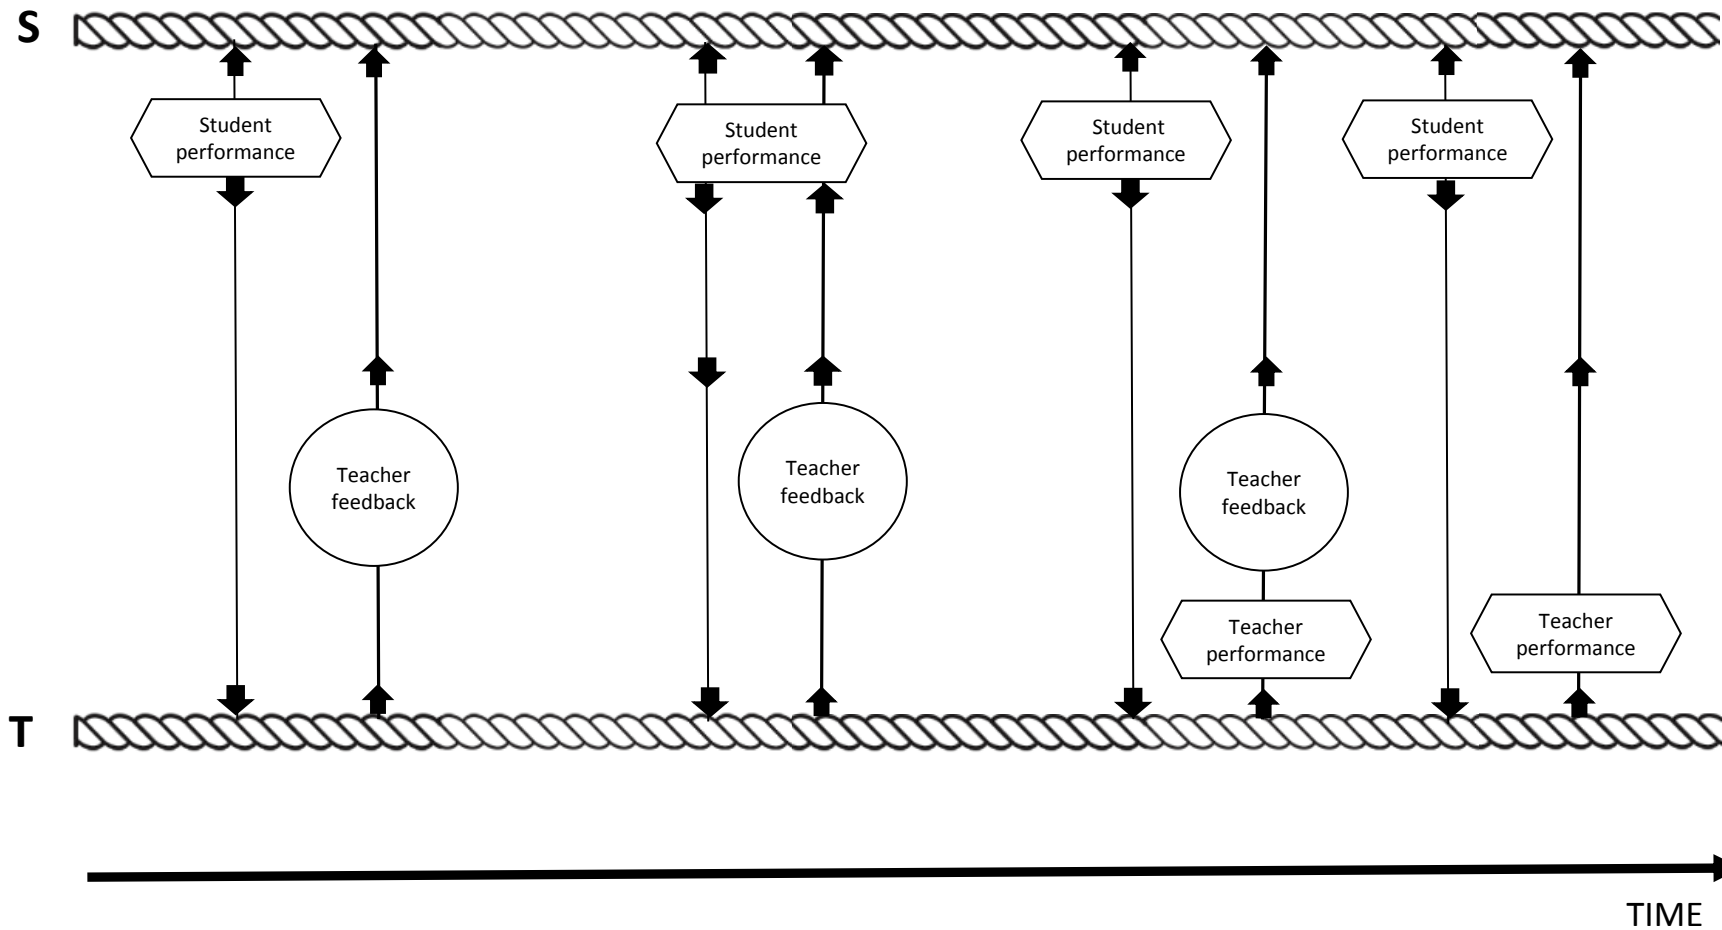 S
Student
performance
Student
performance
Student
performance
Student
performance
Teacher
feedback
Teacher
feedback
Teacher
feedback
Teacher
performance
Teacher
performance
T
TIME